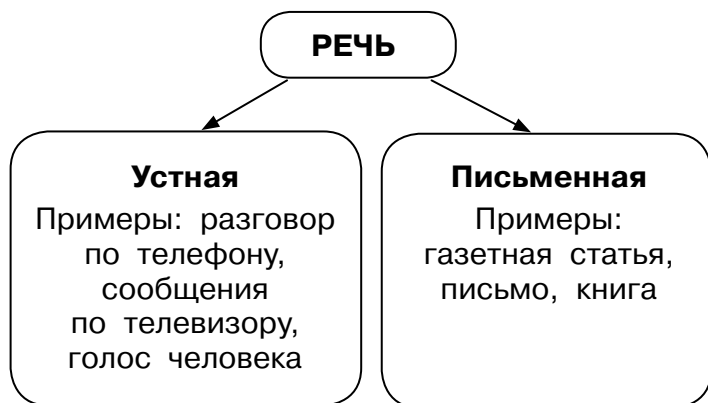 РЕЧЬ
Устная
Примеры: разговор
по телефону,
сообщения
по телевизору,
голос человека
Письменная
Примеры:
газетная статья,
письмо, книга